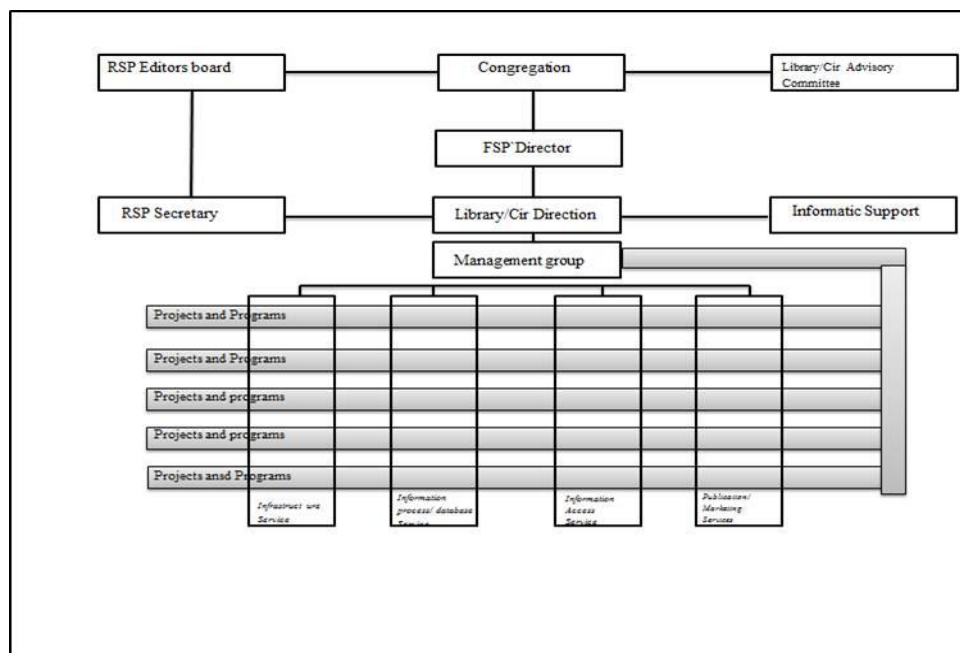 RSP Editors board
Congregation
Library/Cir Advisory
Committee
FSP' Director
RSP Secretary
Library/Cir Direction
Informatic Support
Management group
Projects and Programs
Projects and Programs
Projects and programs
Projects and programs
Projects ansd Programs
Infrastruct ure
Service
Information
process/ database
Service
Information
Access
Service
Publication/
Marketing
Services